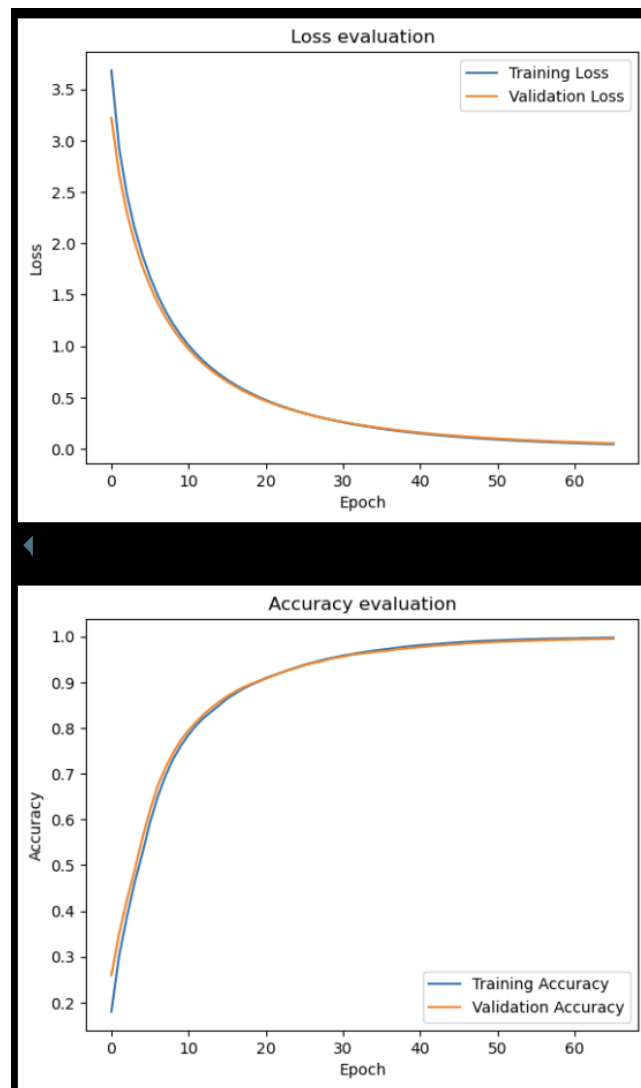 Loss evaluation
Training Loss
Validation Loss
3.5
3.0
2.5
2.0
1.5
1.0
0.5
0.0
Loss
0 10 20 30 40 50 60
Epoch
Accuracy evaluation
1.0
0.9
0.8
0.7
0.6
0.5
0.4
0.3
0.2
Accuracy
Training Accuracy
Validation Accuracy
0 10 20 30 40 50 60
Epoch